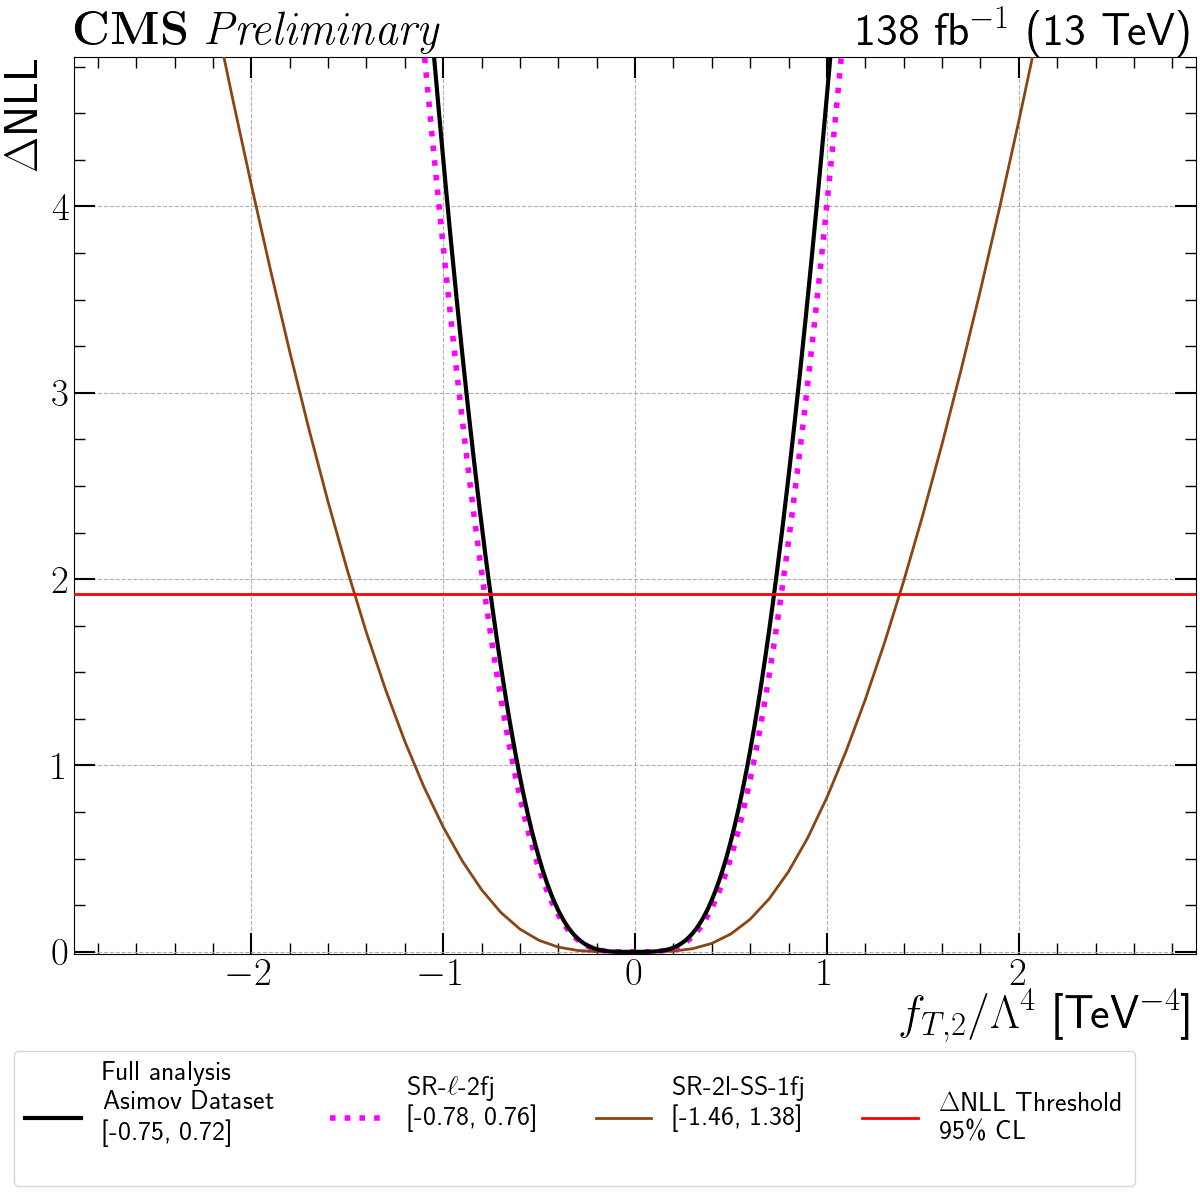 CMS Preliminary 138 fb⁻¹ (13 TeV)
ΔNLL
4
3
2
1
0
−2 −1 0 1 2
f_{T,2}/Λ⁴ [TeV⁻⁴]
Full analysis
Asimov Dataset
[-0.75, 0.72]
SR-ℓ-2fj
[-0.78, 0.76]
SR-2l-SS-1fj
[-1.46, 1.38]
ΔNLL Threshold
95% CL